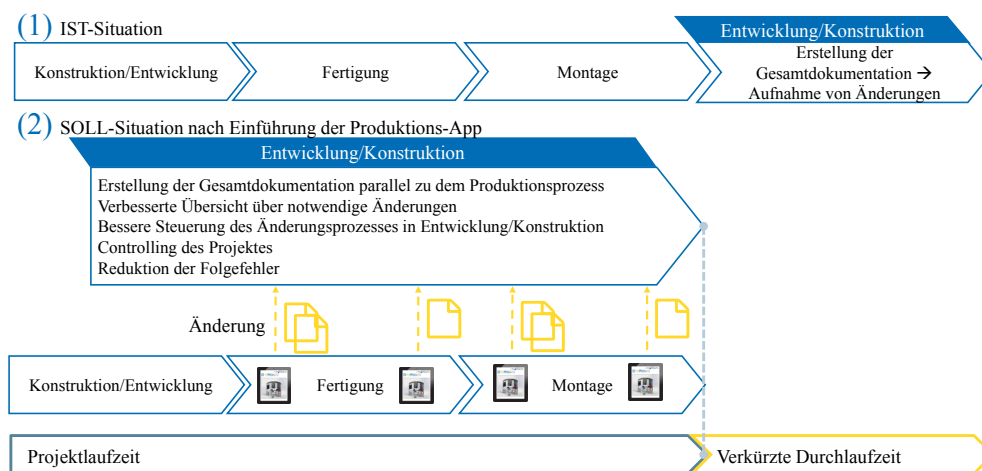 (1) IST-Situation
Konstruktion/Entwicklung
Fertigung
Montage
Entwicklung/Konstruktion
Erstellung der
Gesamtdokumentation →
Aufnahme von Änderungen
(2) SOLL-Situation nach Einführung der Produktions-App
Entwicklung/Konstruktion
Erstellung der Gesamtdokumentation parallel zu dem Produktionsprozess
Verbesserte Übersicht über notwendige Änderungen
Bessere Steuerung des Änderungsprozesses in Entwicklung/Konstruktion
Controlling des Projektes
Reduktion der Folgefehler
Änderung
Konstruktion/Entwicklung
Fertigung
Montage
Projektlaufzeit
Verkürzte Durchlaufzeit